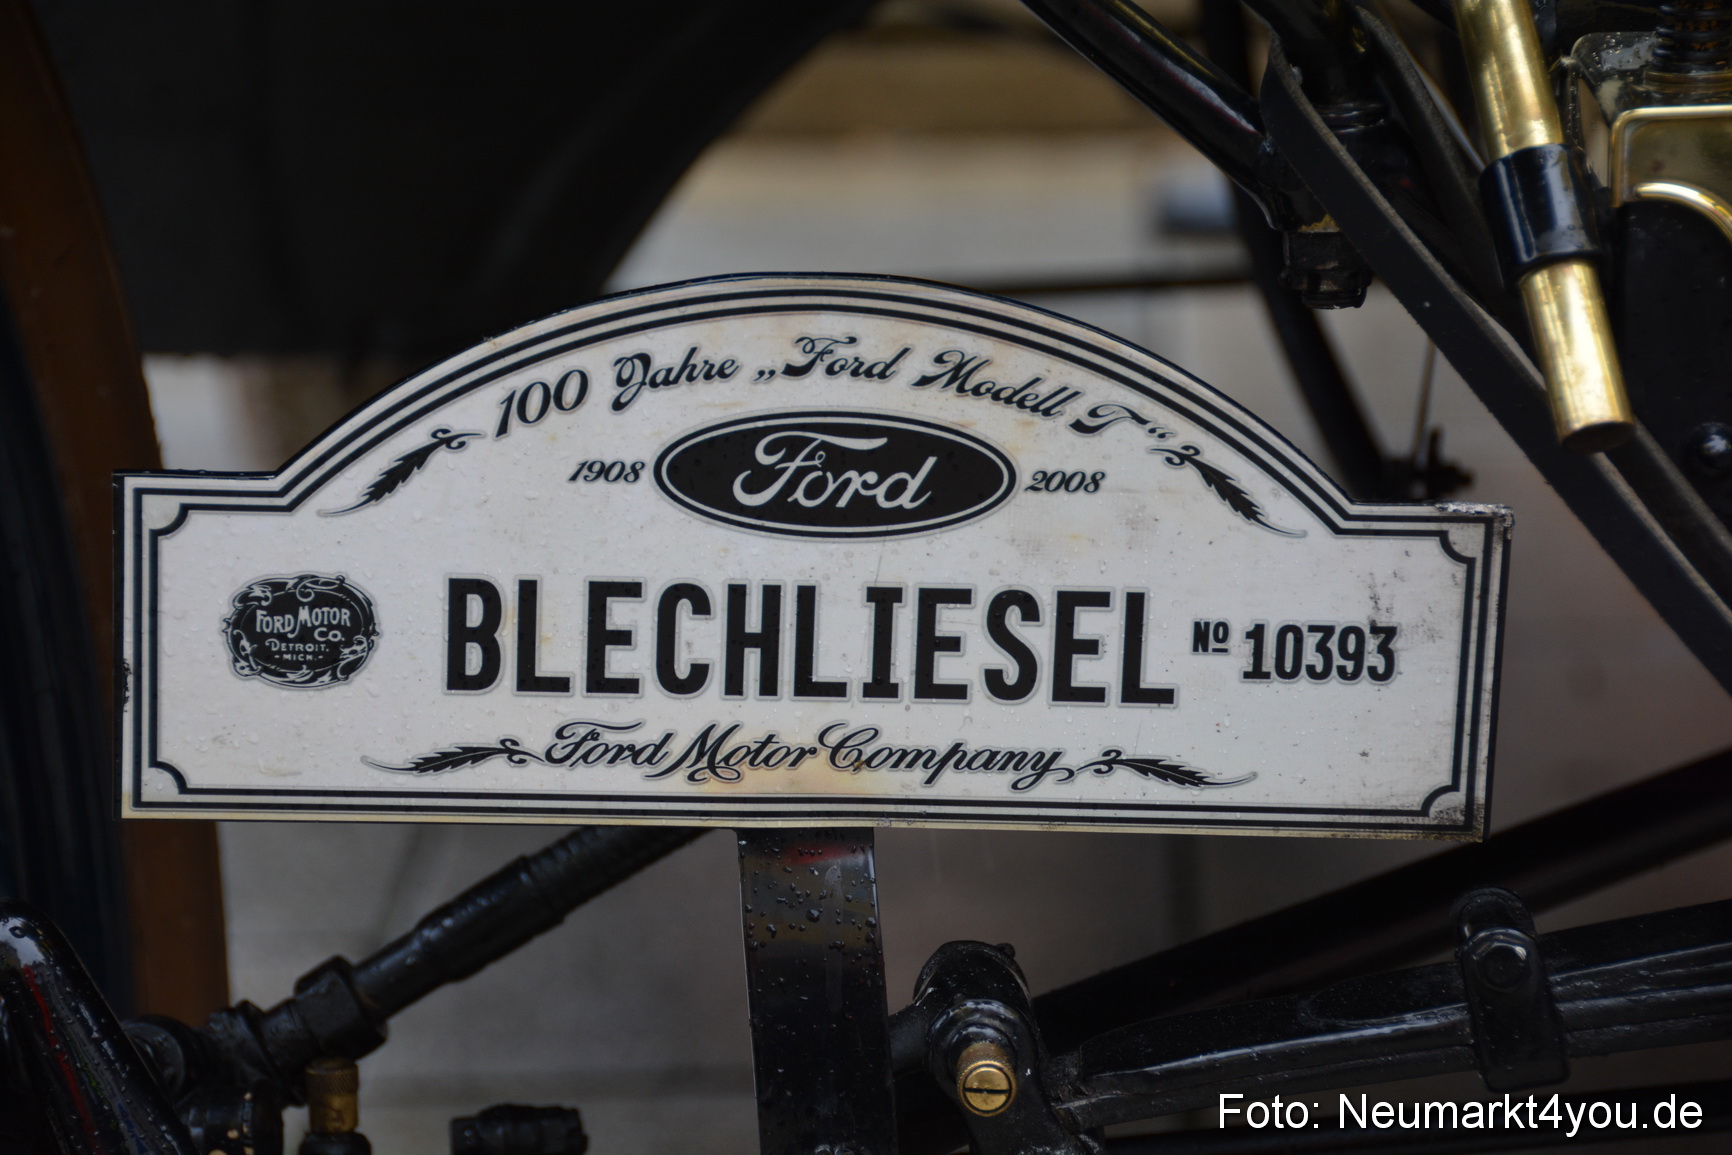 100 Jahre „Ford Modell T“
1908 Ford 2008
FORD MOTOR
CO.
DETROIT,
-MICH.-
BLECHLIESEL Nº 10393
Ford Motor Company
Foto: Neumarkt4you.de